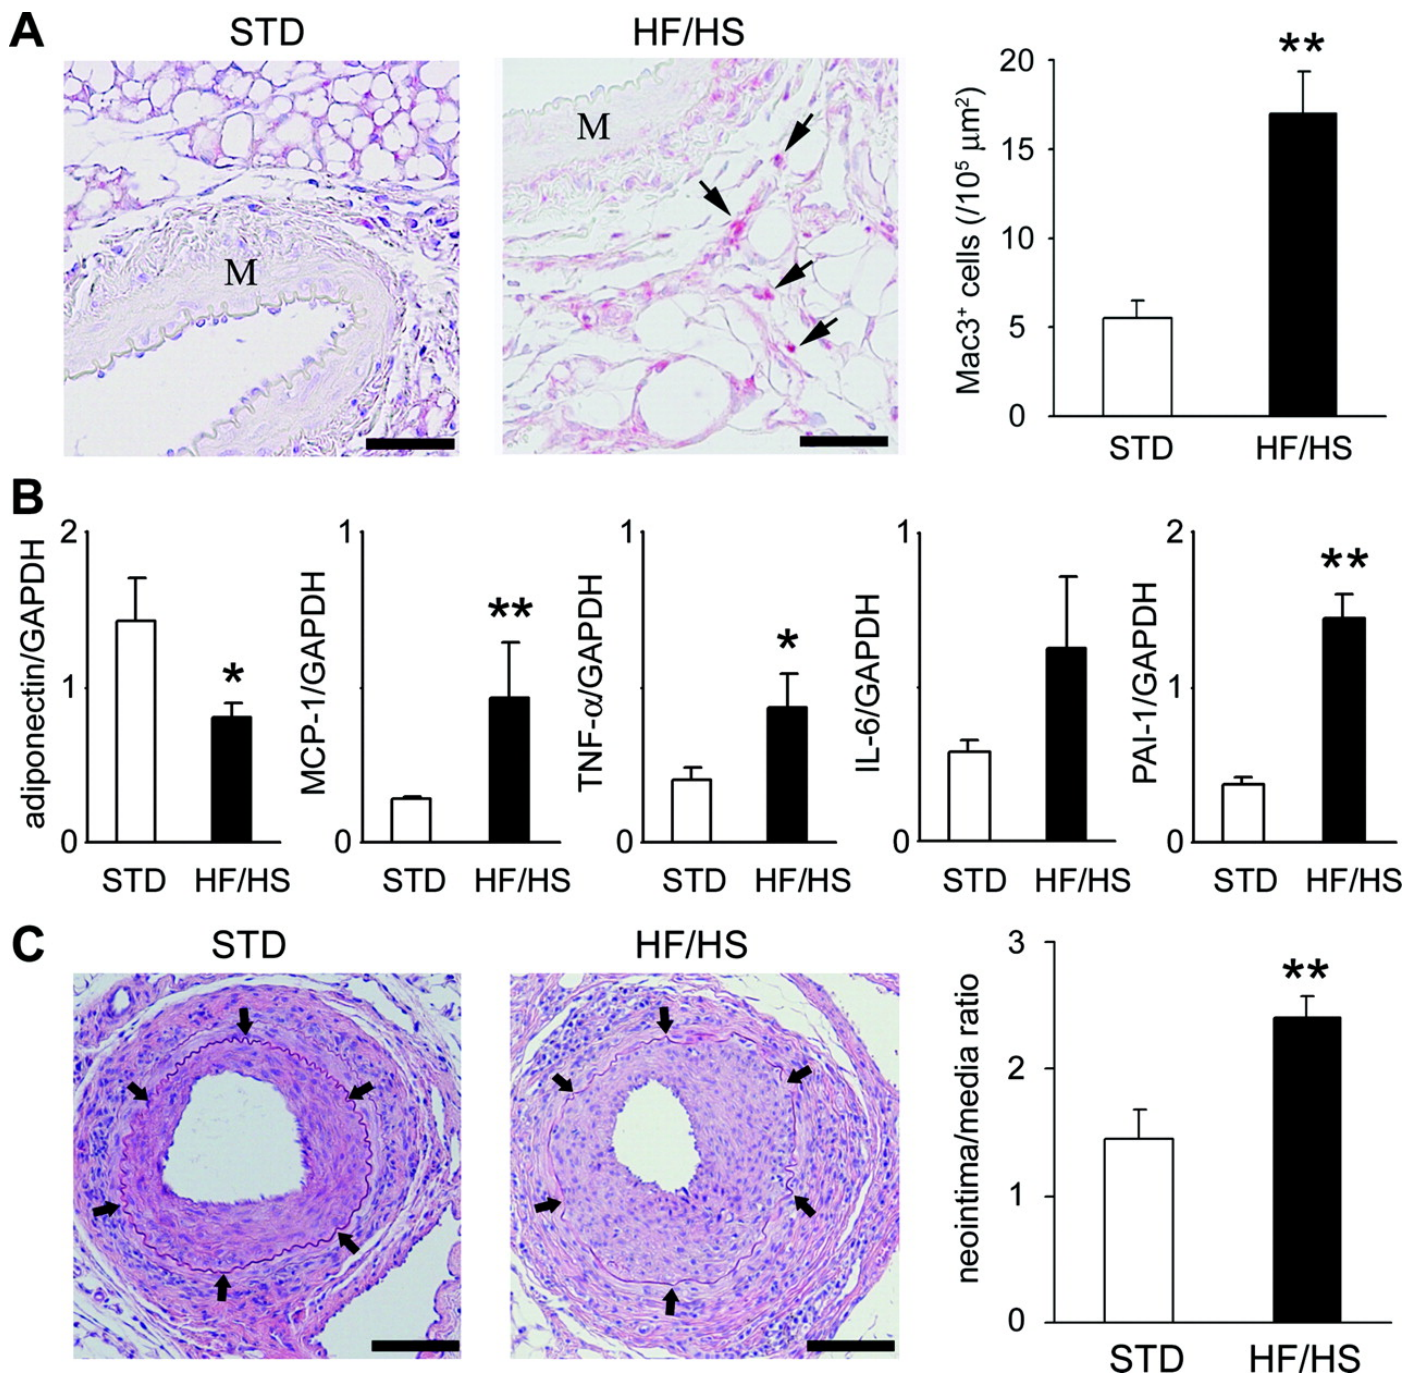 A
STD
HF/HS
M
M
Mac3⁺ cells (/10⁵ µm²)
20
15
10
5
0
**
STD
HF/HS
B
adiponectin/GAPDH
2
1
0
*
STD
HF/HS
MCP-1/GAPDH
1
0
**
STD
HF/HS
TNF-α/GAPDH
1
0
*
STD
HF/HS
IL-6/GAPDH
1
0
STD
HF/HS
PAI-1/GAPDH
2
1
0
**
STD
HF/HS
C
STD
HF/HS
neointima/media ratio
3
2
1
0
**
STD
HF/HS